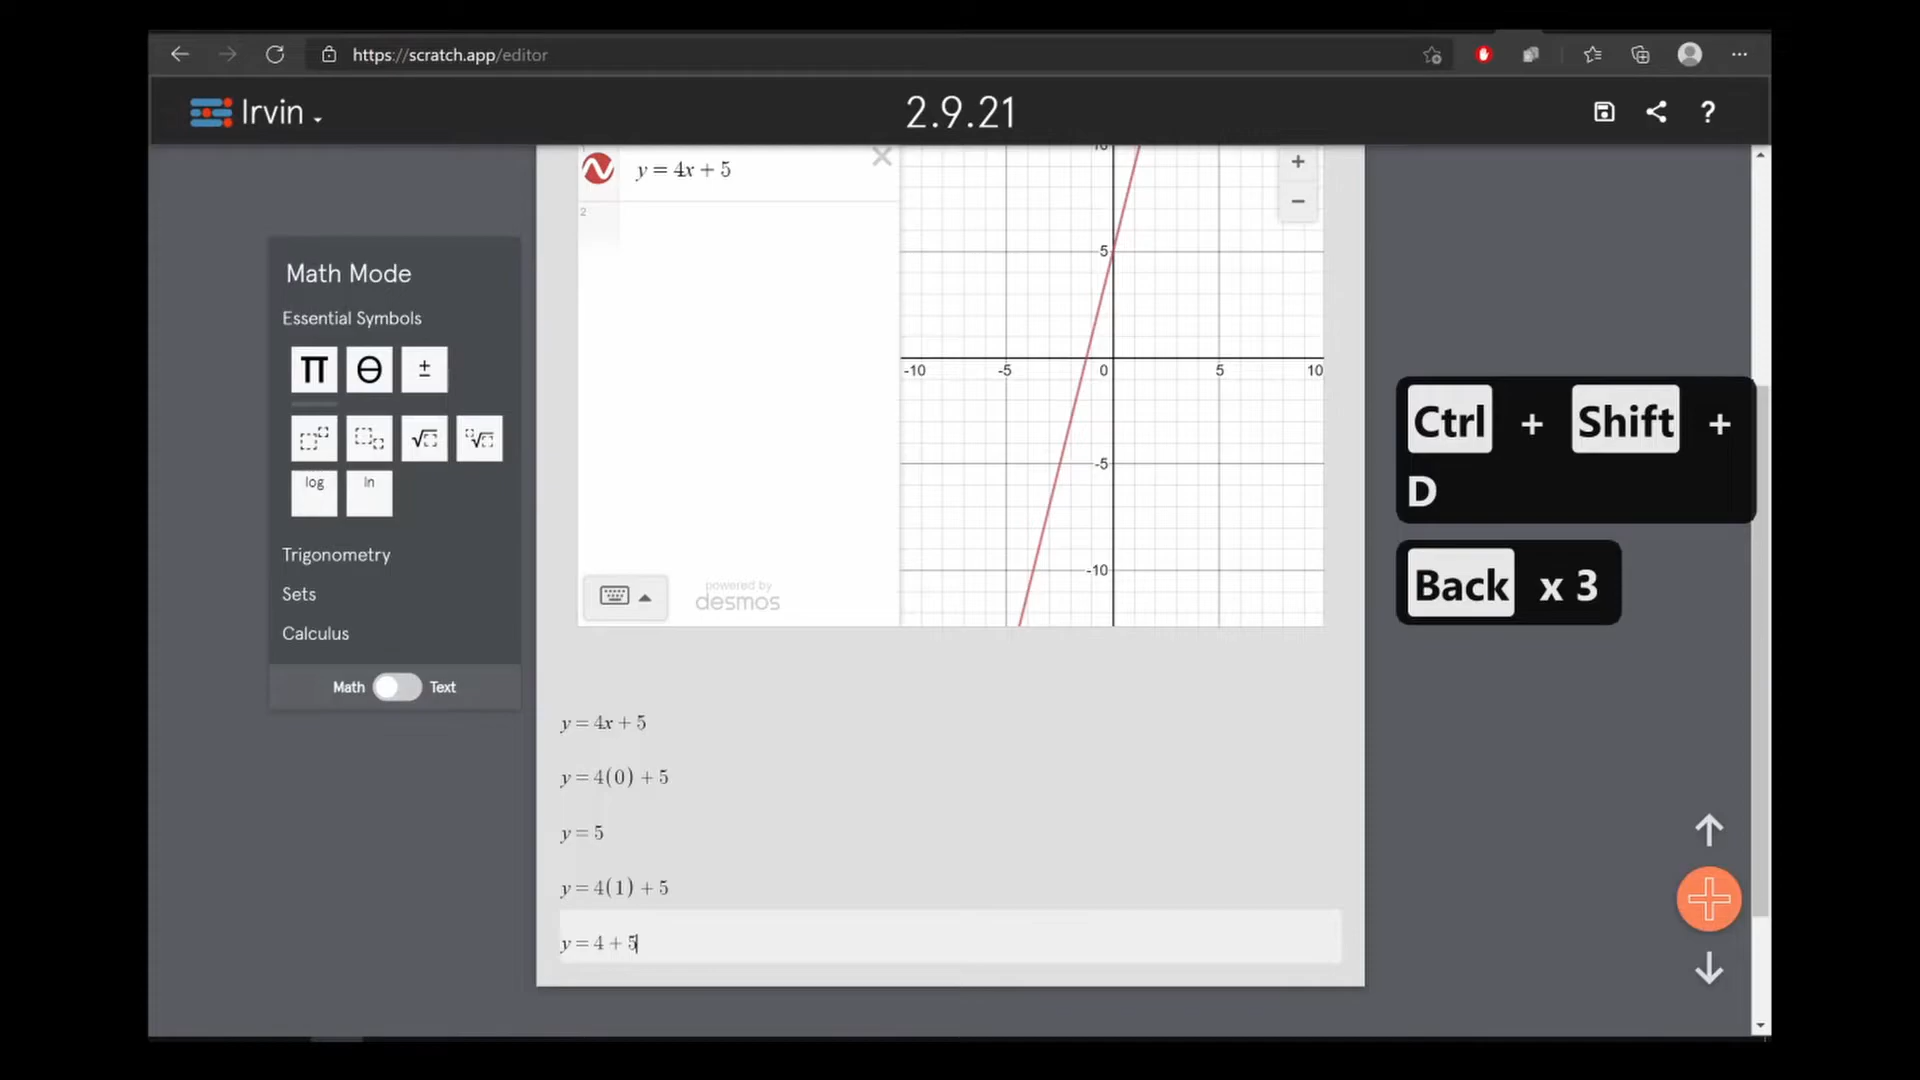 https://scratch.app/editor
Irvin
2.9.21
?
1
y = 4x + 5
2
10
5
-10
-5
0
5
10
-5
-10
+
−
powered by
desmos
Math Mode
Essential Symbols
π θ ±
√ √
log ln
Trigonometry
Sets
Calculus
Math Text
y = 4x + 5
y = 4(0) + 5
y = 5
y = 4(1) + 5
y = 4 + 5
Ctrl + Shift +
D
Back x 3